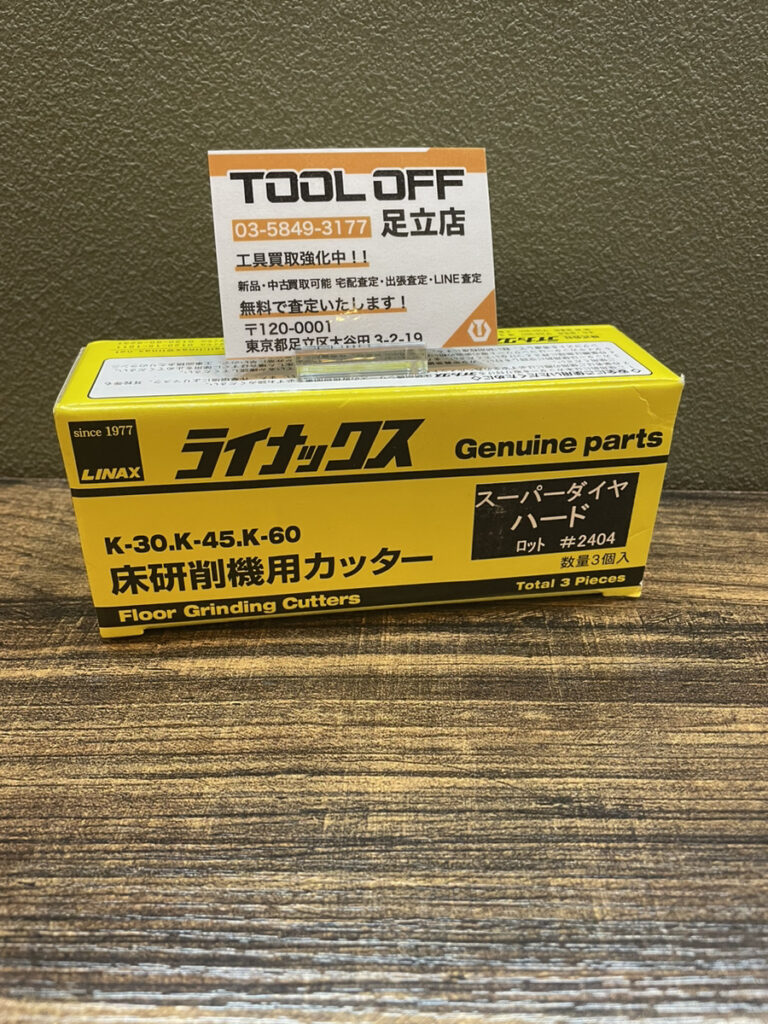 TOOL OFF
03-5849-3177 足立店
工具買取強化中！！
新品・中古買取可能 宅配査定・出張査定・LINE査定
無料で査定いたします！
〒120-0001
東京都足立区大谷田 3-2-19
since 1977
LINAX
ライナックス
Genuine parts
スーパーダイヤ
ハード
ロット #2404
K-30.K-45.K-60
床研削機用カッター
数量3個入
Floor Grinding Cutters
Total 3 Pieces